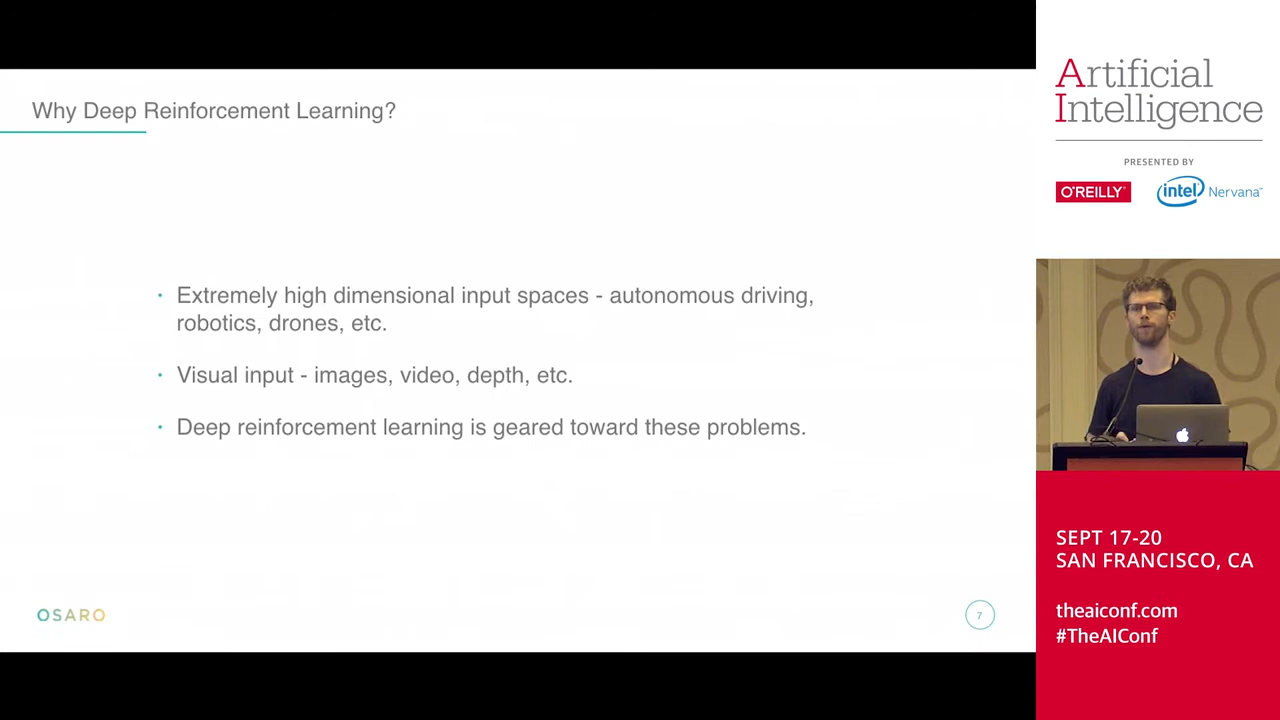 Why Deep Reinforcement Learning?
· Extremely high dimensional input spaces - autonomous driving,
robotics, drones, etc.
· Visual input - images, video, depth, etc.
· Deep reinforcement learning is geared toward these problems.
OSARO
7
Artificial
Intelligence
PRESENTED BY
O'REILLY®
intel Nervana™
SEPT 17-20
SAN FRANCISCO, CA
theaiconf.com
#TheAIConf